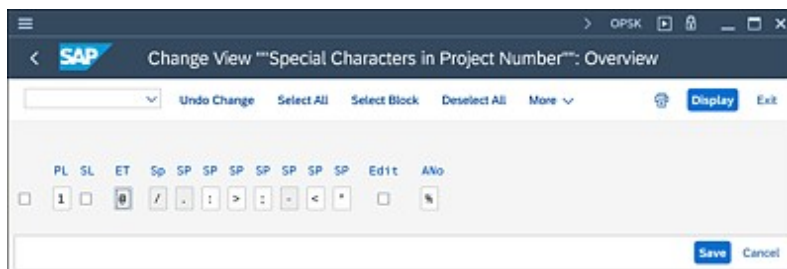 OPSK
SAP Change View ""Special Characters in Project Number"": Overview
Undo Change Select All Select Block Deselect All More Display Exit
PL SL ET Sp SP SP SP SP SP SP SP Edit ANo
1 @ / . : > ; - < * %
Save Cancel